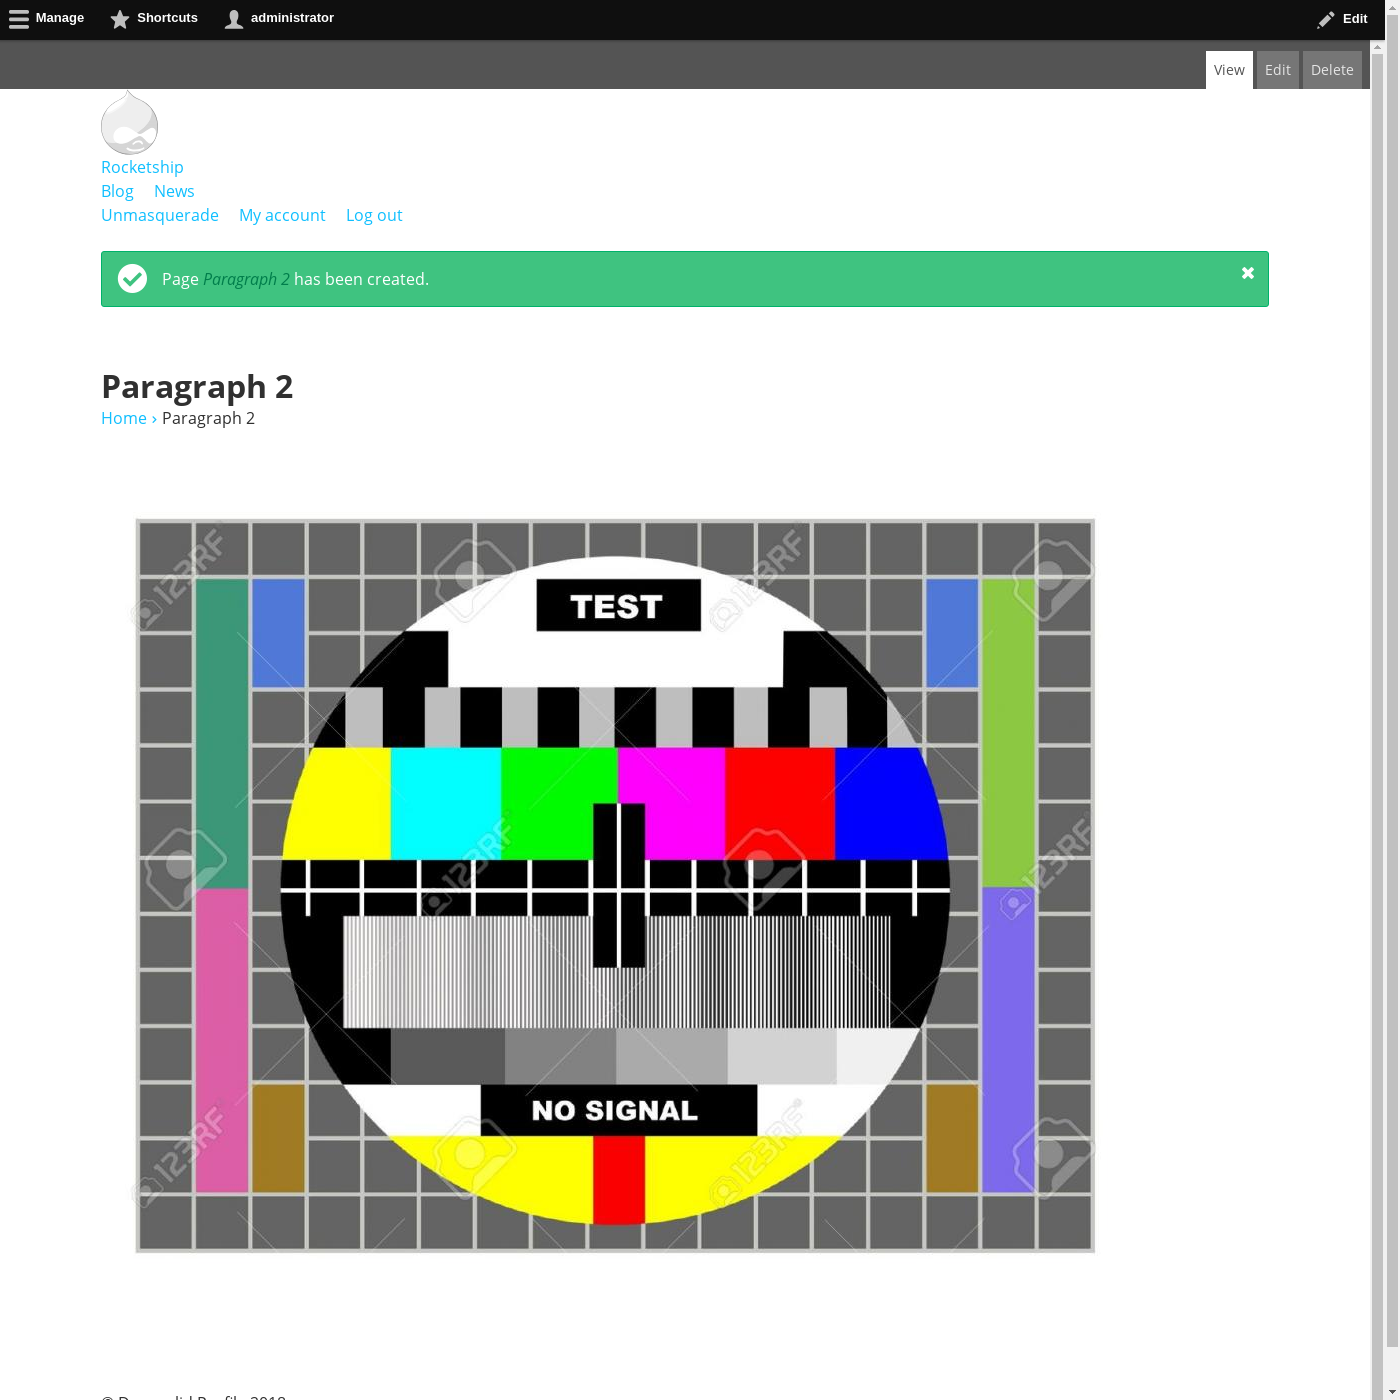 Manage Shortcuts administrator Edit
View Edit Delete
Rocketship
Blog News
Unmasquerade My account Log out
Page Paragraph 2 has been created.
Paragraph 2
Home › Paragraph 2
TEST
NO SIGNAL
123RF
123RF
123RF
123RF
123RF
123RF